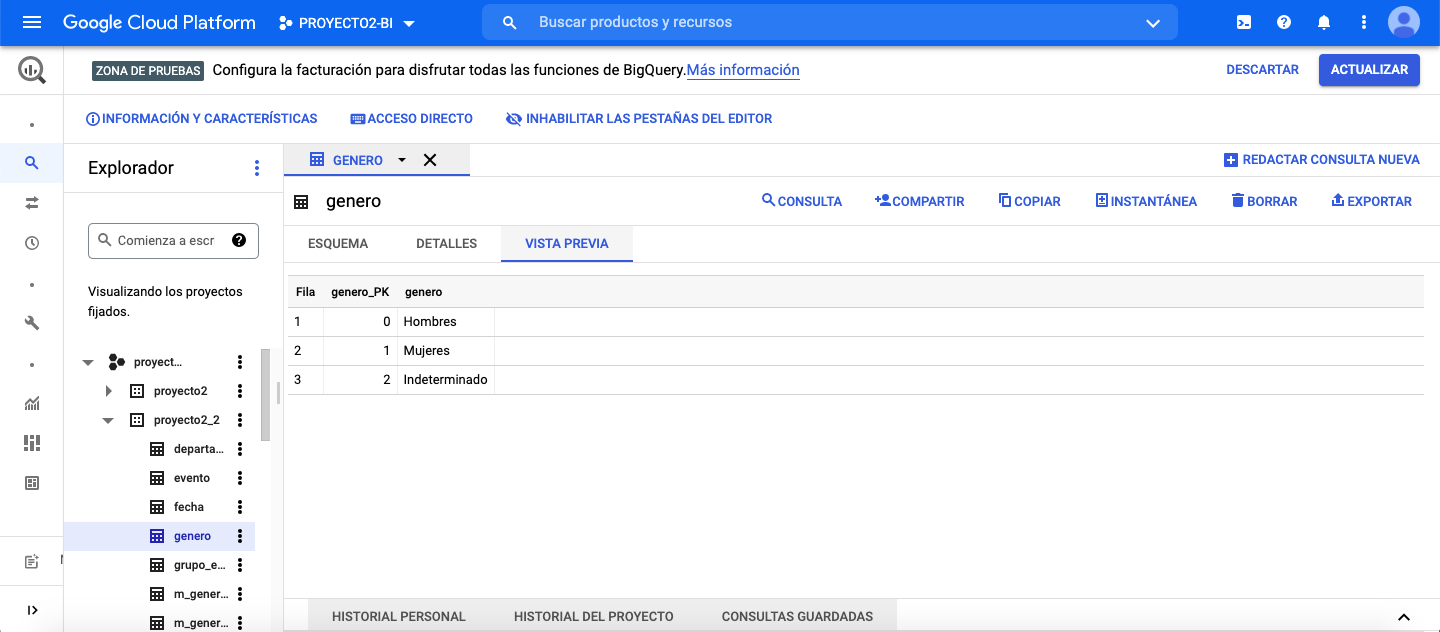 Google Cloud Platform PROYECTO2-BI Buscar productos y recursos
ZONA DE PRUEBAS Configura la facturación para disfrutar todas las funciones de BigQuery. Más información DESCARTAR ACTUALIZAR
INFORMACIÓN Y CARACTERÍSTICAS ACCESO DIRECTO INHABILITAR LAS PESTAÑAS DEL EDITOR
Explorador
Comienza a escr
Visualizando los proyectos
fijados.
proyect...
proyecto2
proyecto2_2
departa...
evento
fecha
genero
grupo_e...
m_gener...
m_gener...
GENERO REDACTAR CONSULTA NUEVA
genero CONSULTA COMPARTIR COPIAR INSTANTÁNEA BORRAR EXPORTAR
ESQUEMA DETALLES VISTA PREVIA
Fila genero_PK genero
1 0 Hombres
2 1 Mujeres
3 2 Indeterminado
HISTORIAL PERSONAL HISTORIAL DEL PROYECTO CONSULTAS GUARDADAS